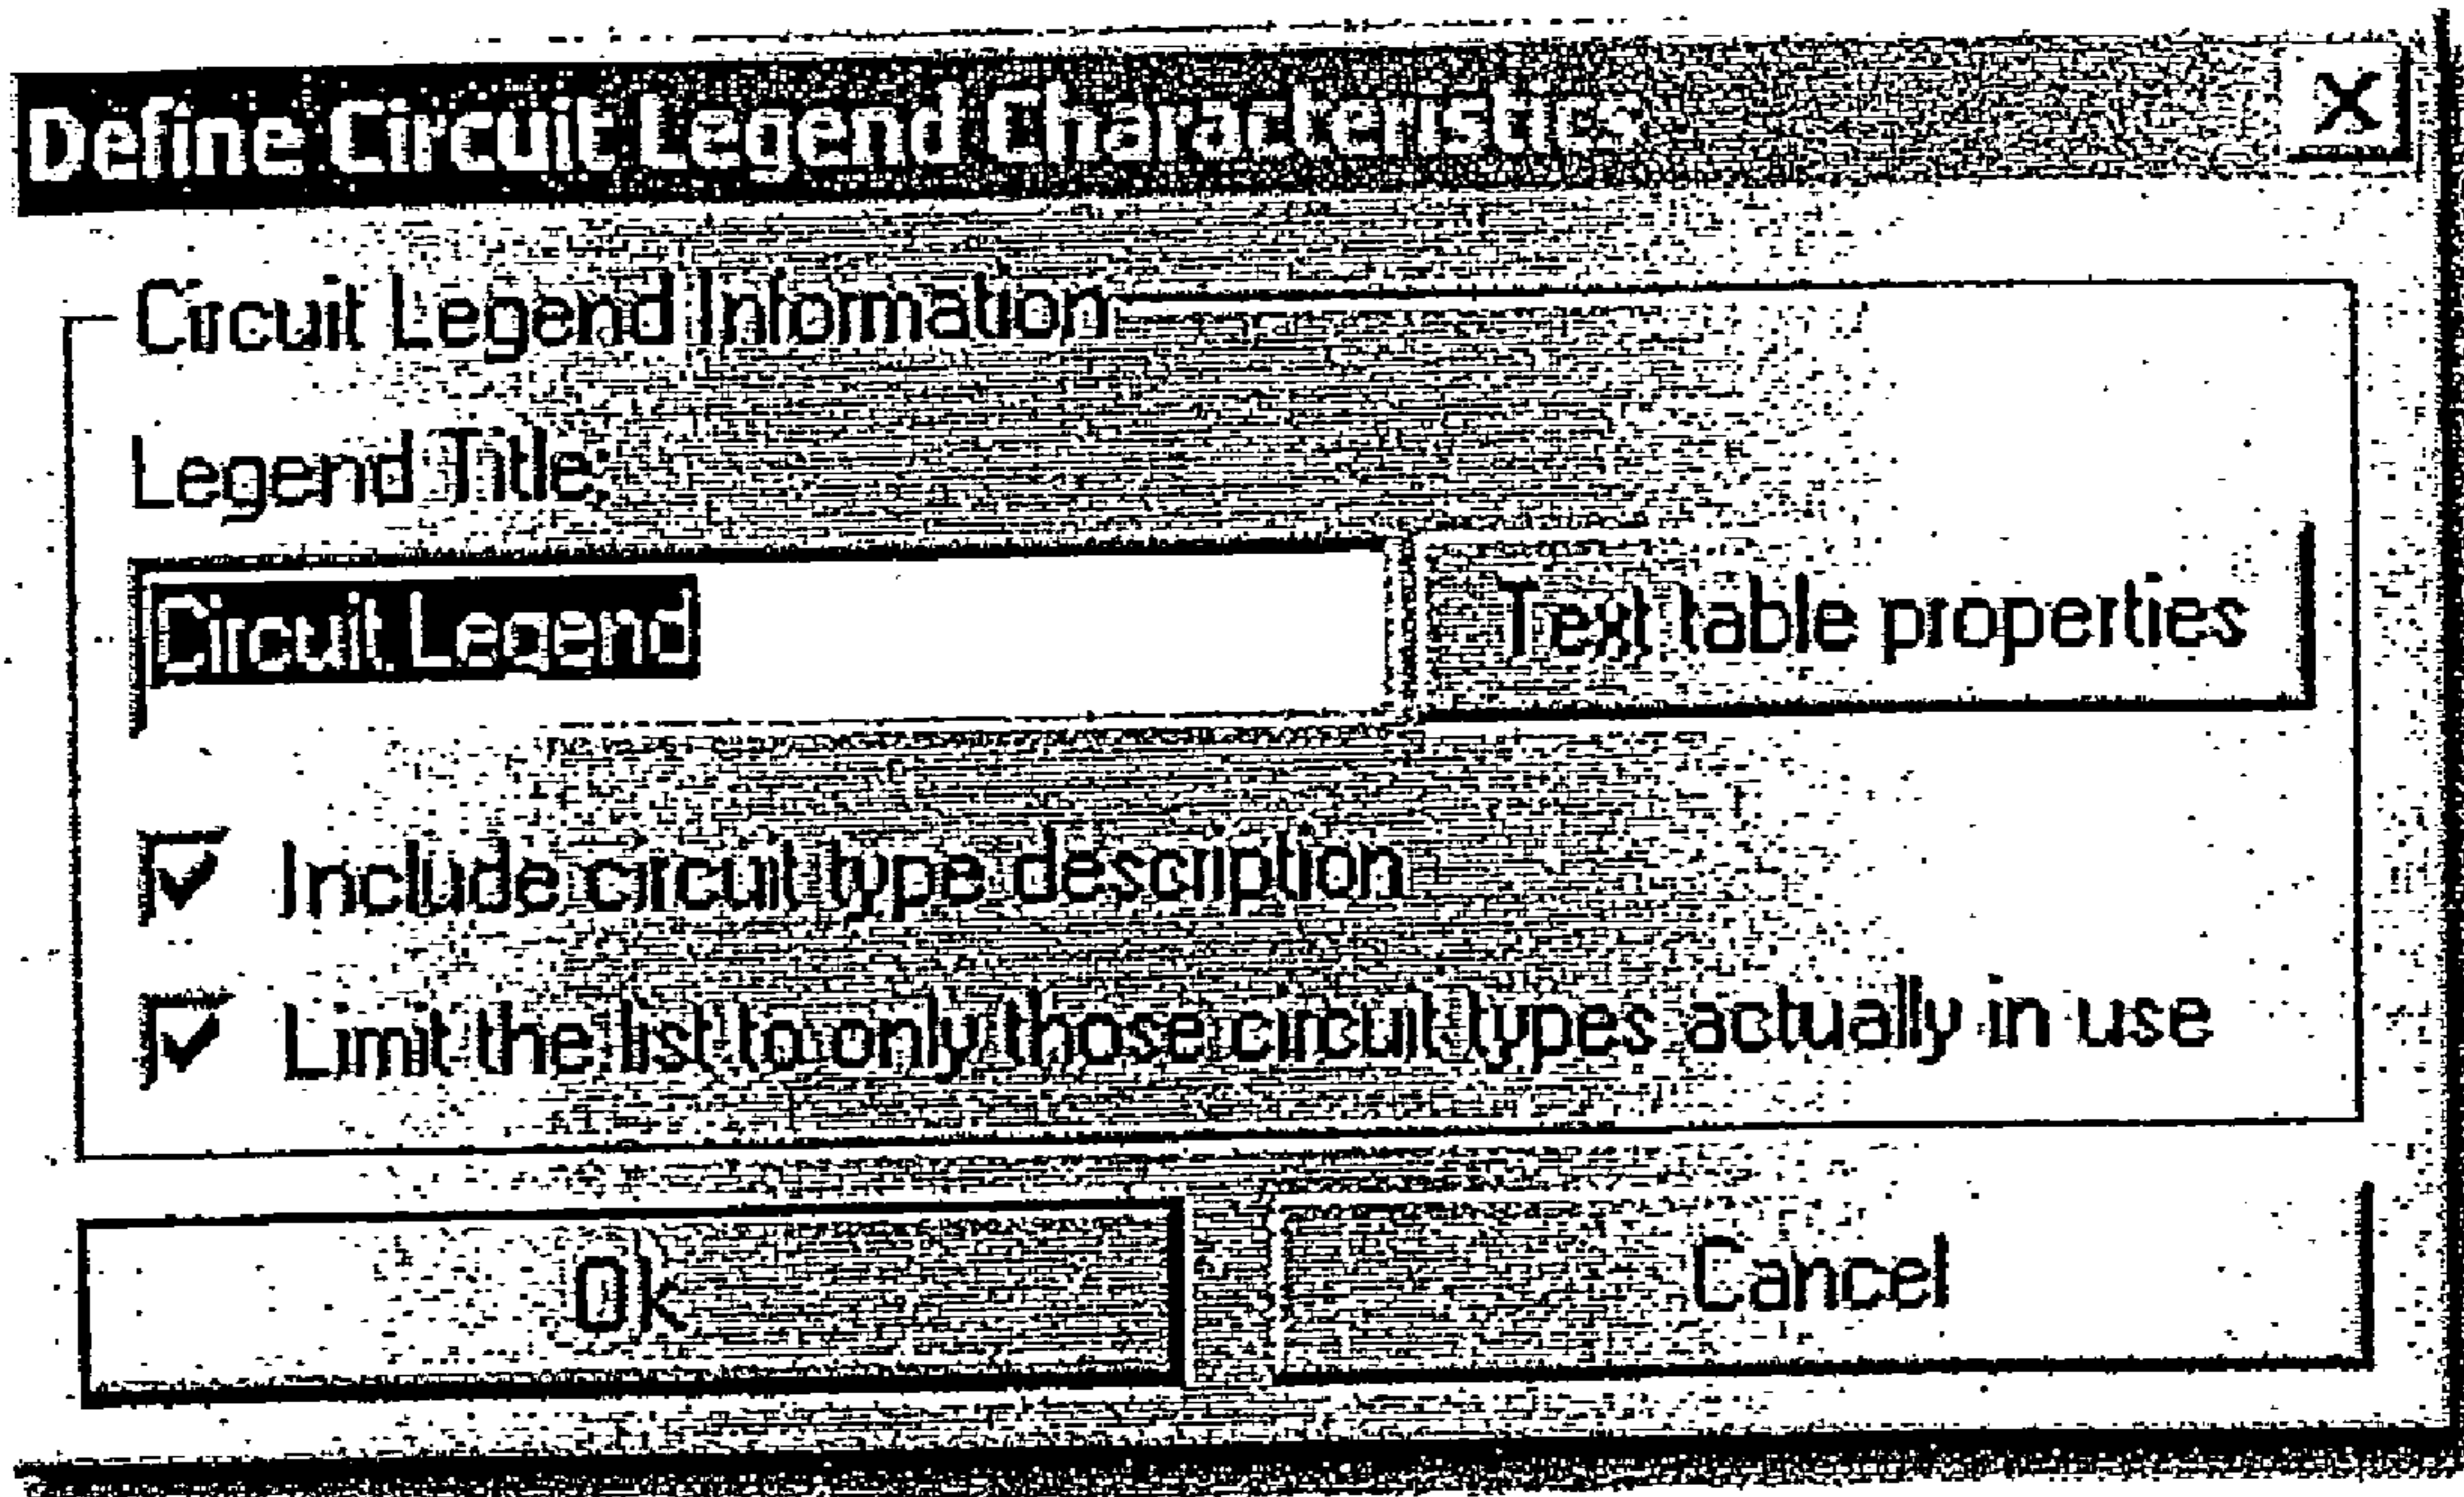 Define Circuit Legend Characteristics X
Circuit Legend Information
Legend Title:
Circuit Legend
Text table properties
Include circuit type description
Limit the list to only those circuit types actually in use
Ok
Cancel